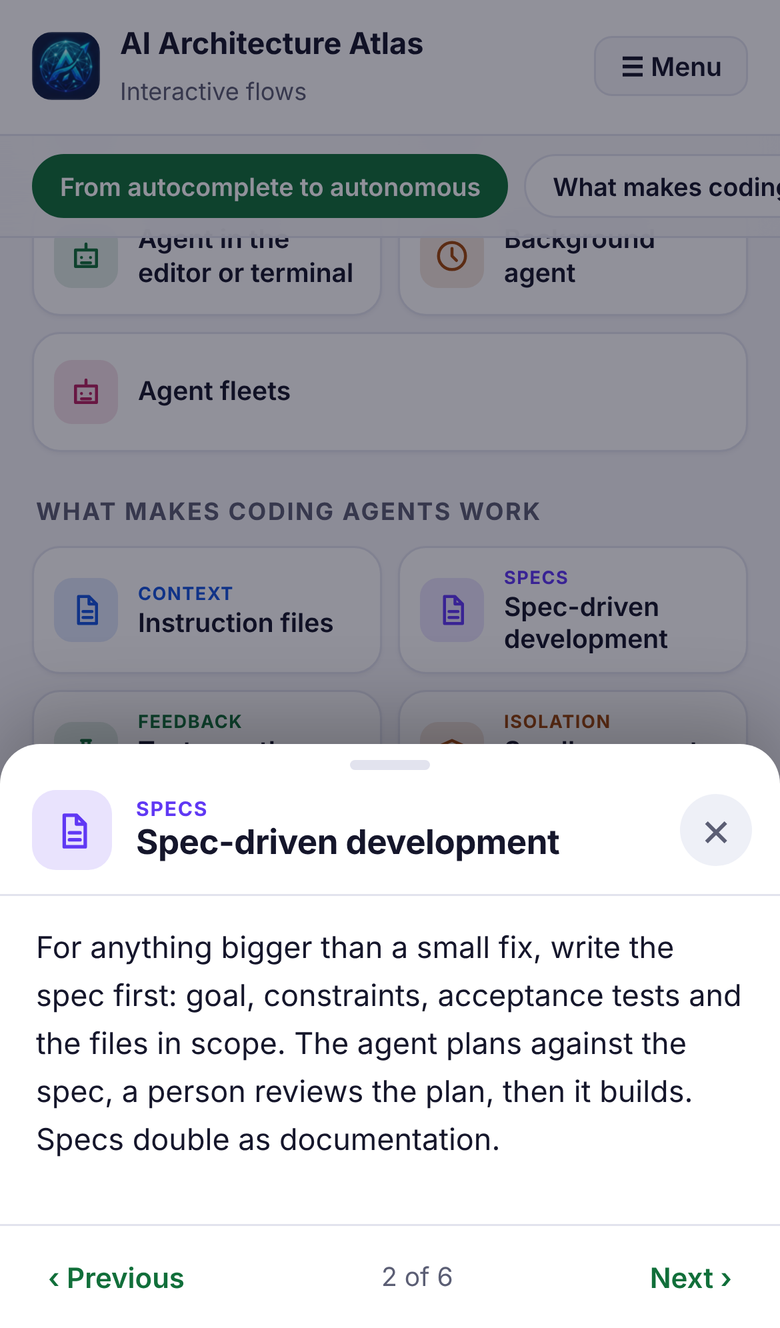 AI Architecture Atlas
Interactive flows
☰ Menu
From autocomplete to autonomous
What makes coding
Agent in the
editor or terminal
Background
agent
Agent fleets
WHAT MAKES CODING AGENTS WORK
CONTEXT
Instruction files
SPECS
Spec-driven
development
FEEDBACK
ISOLATION
SPECS
Spec-driven development
For anything bigger than a small fix, write the
spec first: goal, constraints, acceptance tests and
the files in scope. The agent plans against the
spec, a person reviews the plan, then it builds.
Specs double as documentation.
‹ Previous
2 of 6
Next ›